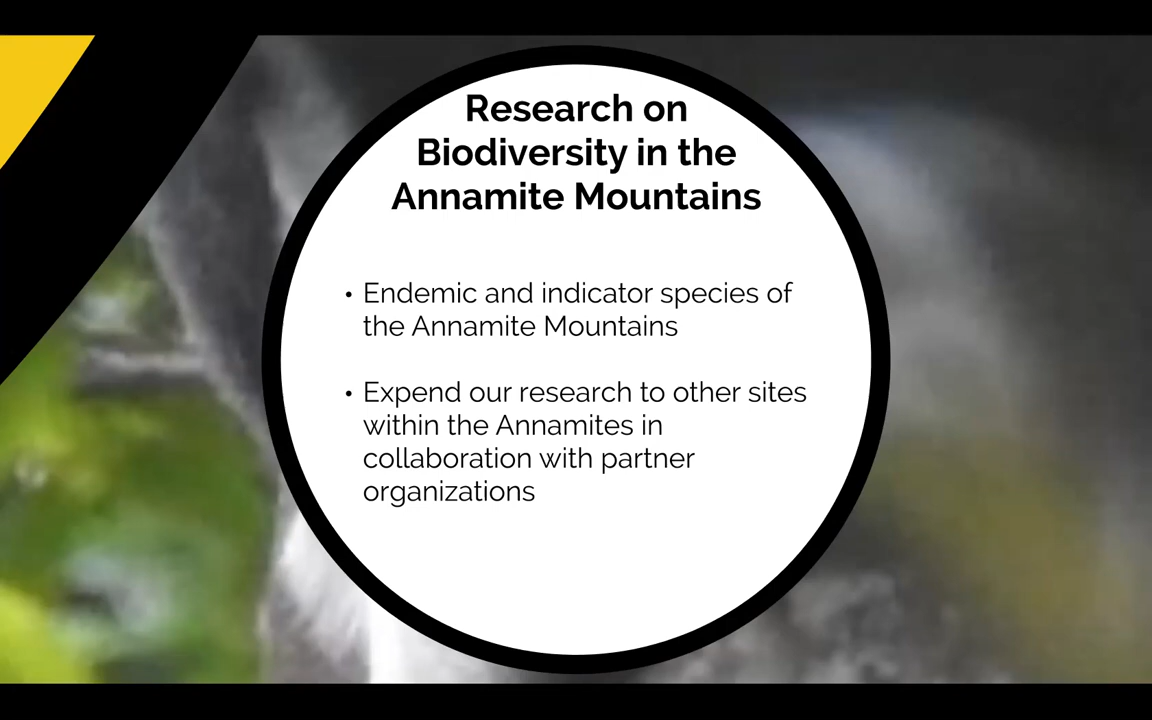 Research on
Biodiversity in the
Annamite Mountains
• Endemic and indicator species of
the Annamite Mountains
• Expend our research to other sites
within the Annamites in
collaboration with partner
organizations